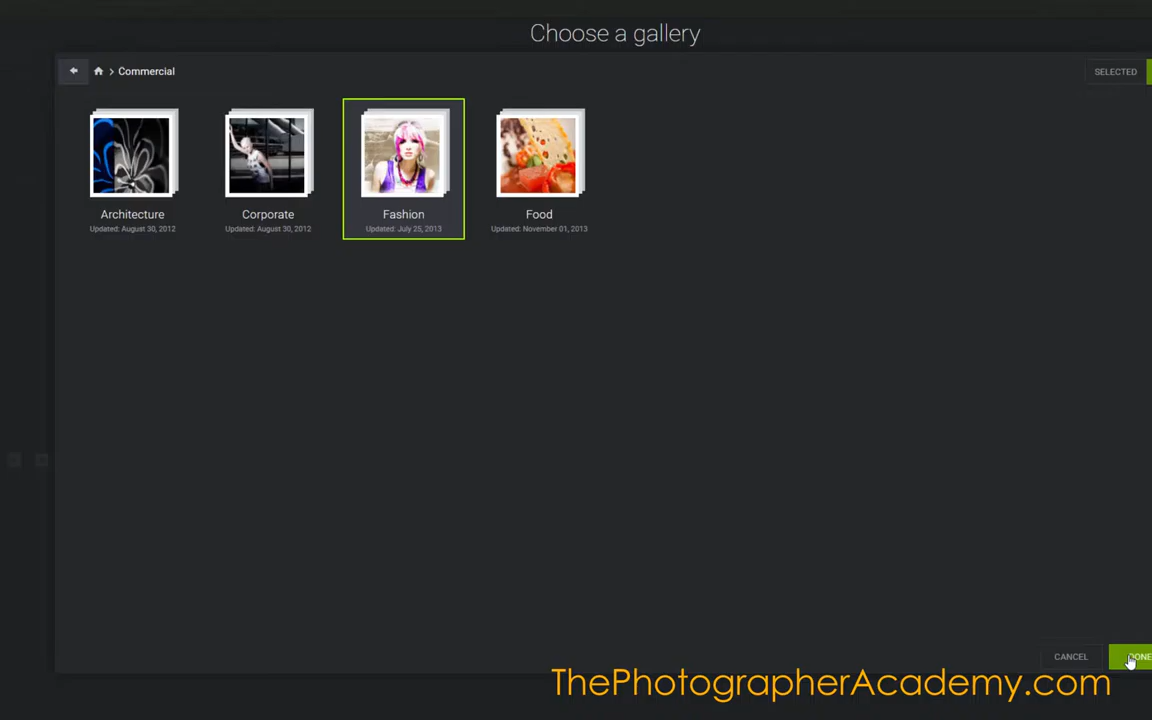 Choose a gallery
Commercial
SELECTED
Architecture
Updated: August 30, 2012
Corporate
Updated: August 30, 2012
Fashion
Updated: July 25, 2013
Food
Updated: November 01, 2013
CANCEL
DONE
ThePhotographerAcademy.com